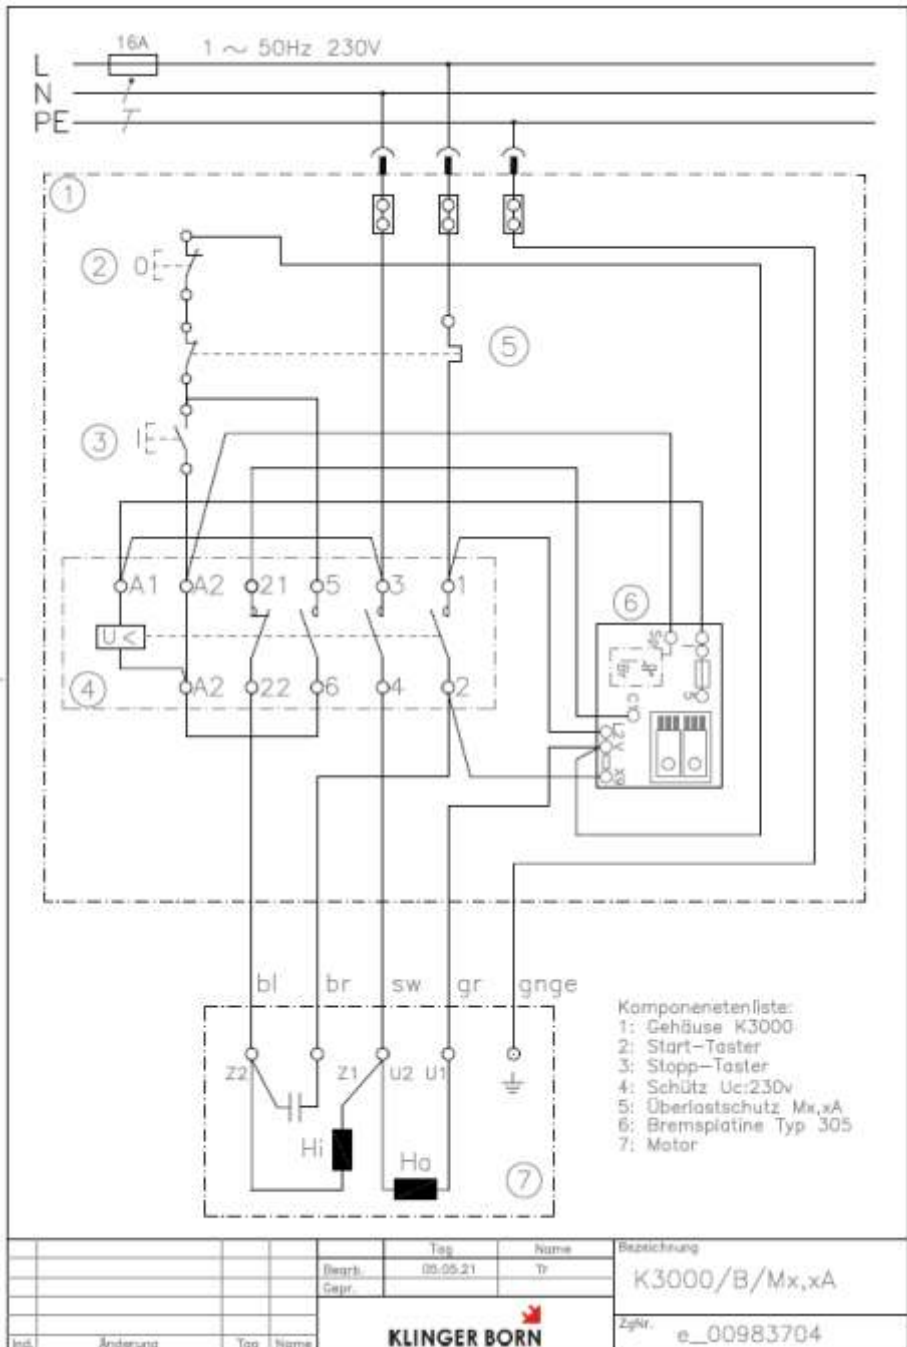 16A
1 ~ 50Hz 230V
L
N
PE
1
2
0
5
3
I
A1
A2
21
5
3
1
6
U<
4
A2
22
6
4
2
bl
br
sw
gr
gnge
Komponenetenliste:
1: Gehäuse K3000
2: Start-Taster
3: Stopp-Taster
4: Schütz Uc:230v
5: Überlastschutz Mx,xA
6: Bremsplatine Typ 305
7: Motor
Z2
Z1
U2
U1
Hi
Ha
7
Tag
Name
Bezeichnung
Bearb.
05.05.21
Tr
K3000/B/Mx,xA
Gepr.
KLINGER BORN
ZgNr.
e_00983704
Ind.
Änderung
Tag
Name